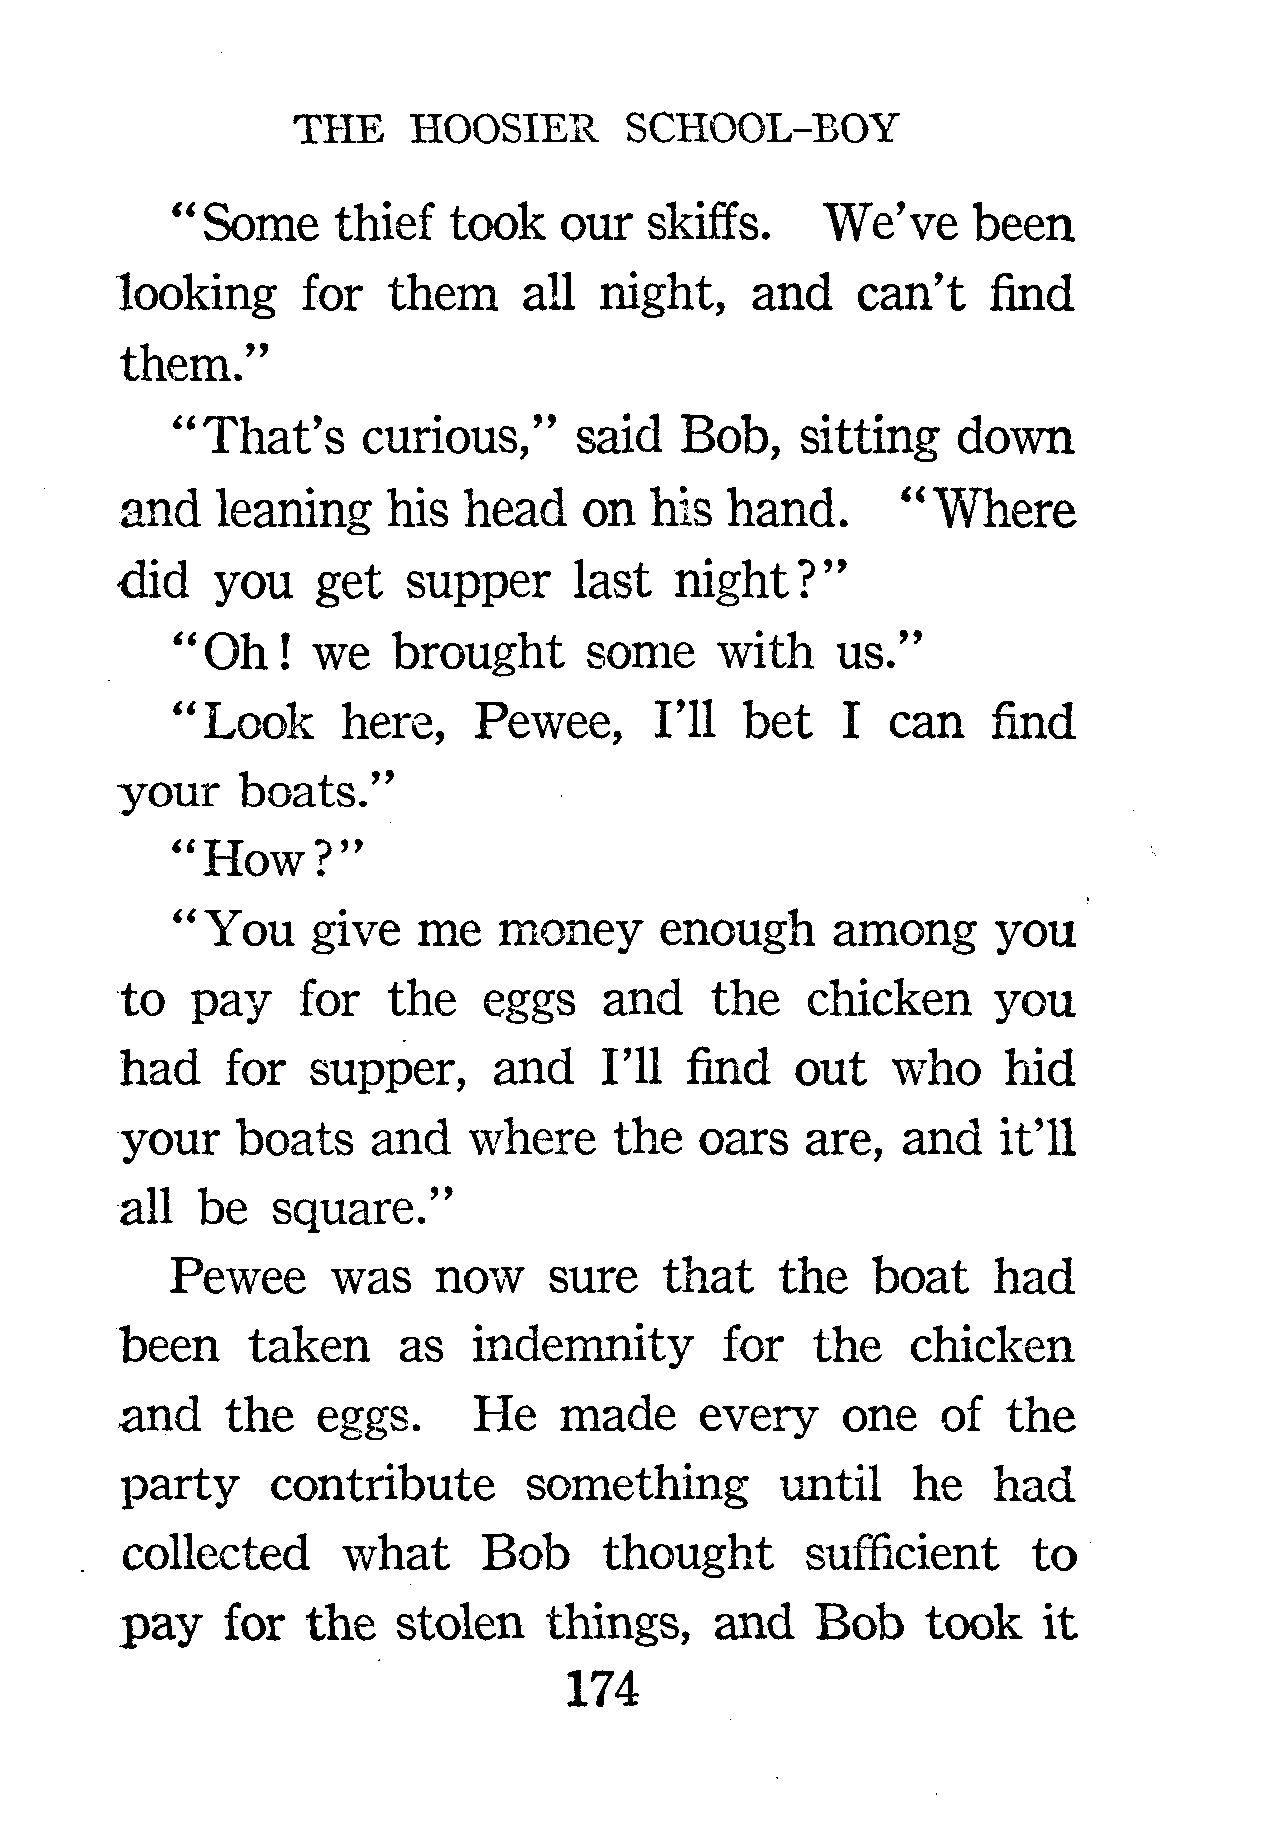 THE HOOSIER SCHOOL-BOY
"Some thief took our skiffs. We've been
looking for them all night, and can't find
them."
"That's curious," said Bob, sitting down
and leaning his head on his hand. "Where
did you get supper last night?"
"Oh! we brought some with us."
"Look here, Pewee, I'll bet I can find
your boats."
"How?"
"You give me money enough among you
to pay for the eggs and the chicken you
had for supper, and I'll find out who hid
your boats and where the oars are, and it'll
all be square."
Pewee was now sure that the boat had
been taken as indemnity for the chicken
and the eggs. He made every one of the
party contribute something until he had
collected what Bob thought sufficient to
pay for the stolen things, and Bob took it
174